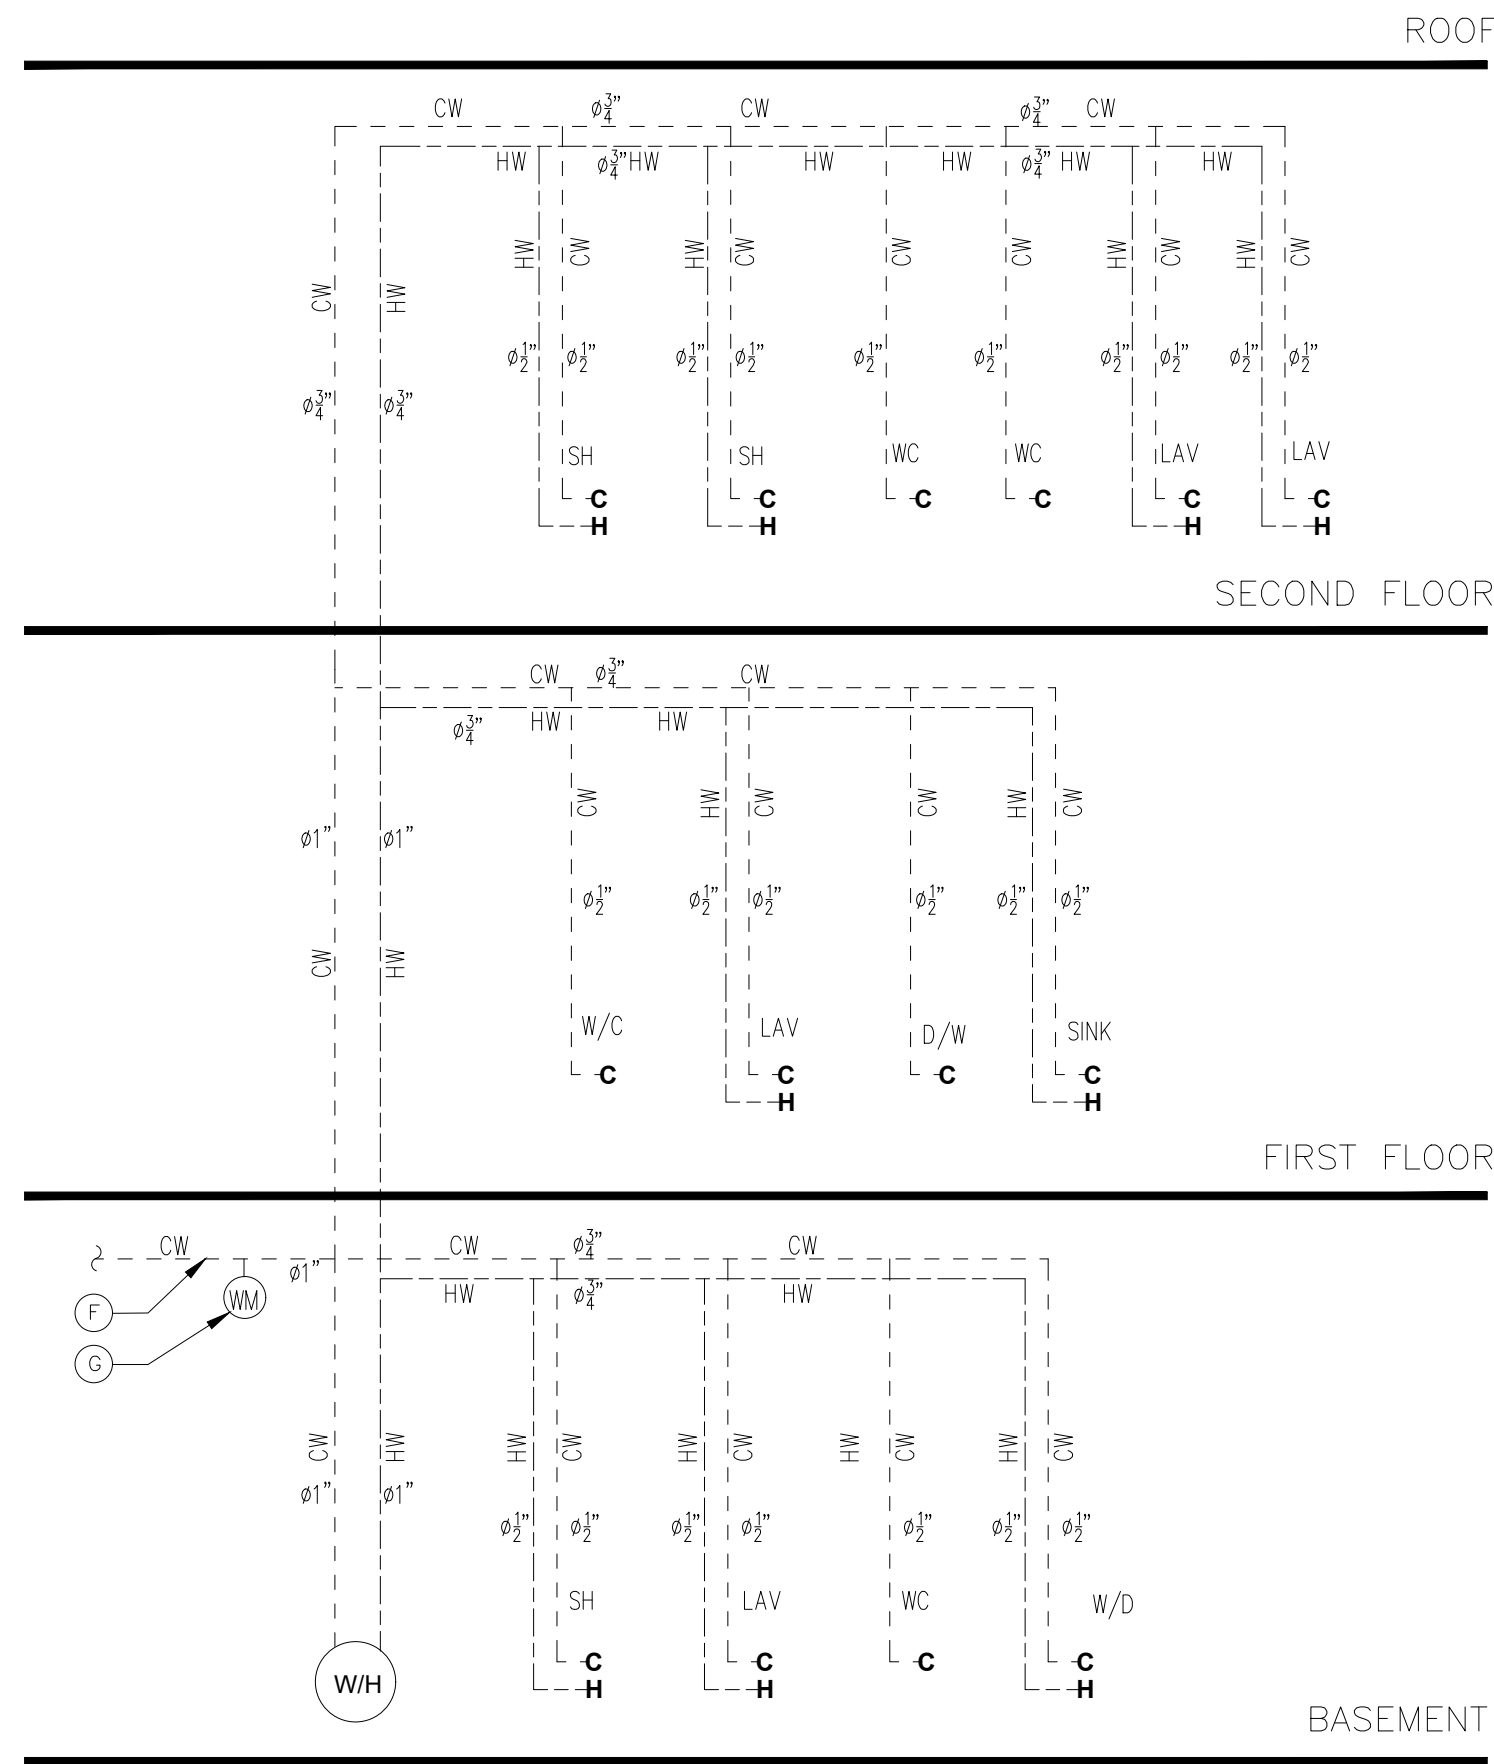 ROOF
CW ø3/4" CW ø3/4" CW
HW ø3/4" HW HW HW ø3/4" HW HW
HW CW HW CW CW CW HW CW HW CW
CW HW
ø1/2" ø1/2" ø1/2" ø1/2" ø1/2" ø1/2" ø1/2" ø1/2" ø1/2" ø1/2"
ø3/4" ø3/4"
SH SH WC WC LAV LAV
C C C C C C
H H H H
SECOND FLOOR
CW ø3/4" CW
ø3/4" HW HW
CW HW CW CW HW CW
ø1" ø1"
ø1/2" ø1/2" ø1/2" ø1/2" ø1/2" ø1/2"
CW HW
W/C LAV D/W SINK
C C C C
H H
FIRST FLOOR
CW CW ø3/4" CW
ø1"
F WM HW ø3/4" HW
G
CW HW HW CW HW CW HW CW HW CW
ø1" ø1"
ø1/2" ø1/2" ø1/2" ø1/2" ø1/2" ø1/2" ø1/2"
SH LAV WC W/D
C C C C
W/H H H H
BASEMENT